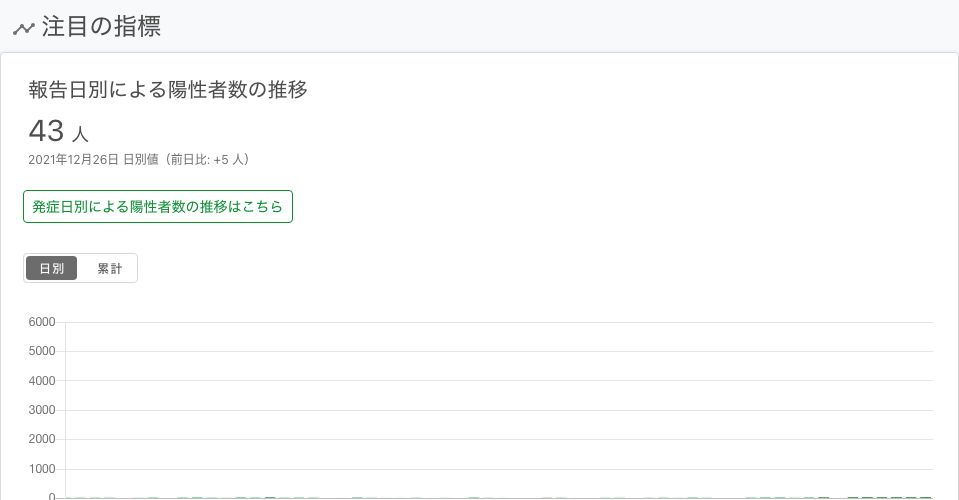 注目の指標
報告日別による陽性者数の推移
43 人
2021年12月26日 日別値（前日比: +5 人）
発症日別による陽性者数の推移はこちら
日別 累計
6000
5000
4000
3000
2000
1000
0